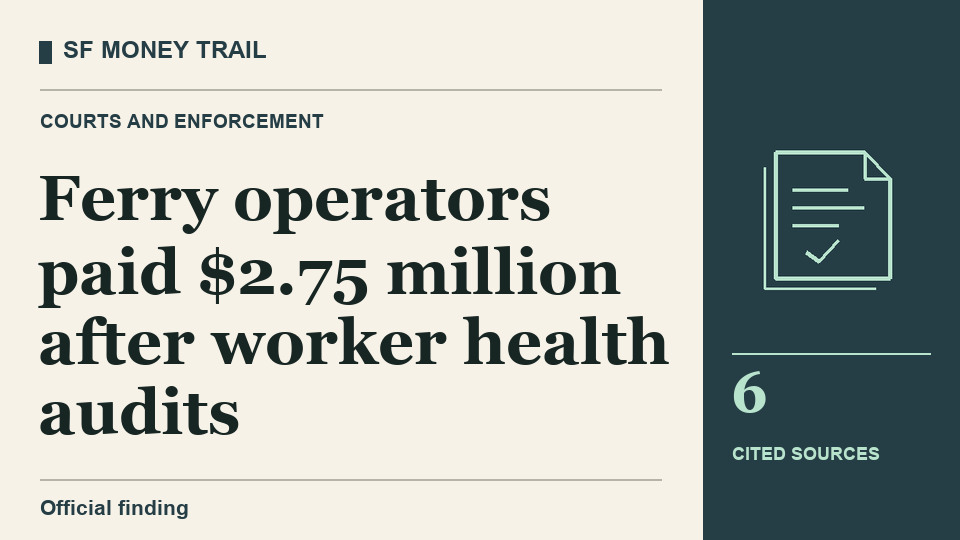 SF MONEY TRAIL
COURTS AND ENFORCEMENT
Ferry operators
paid $2.75 million
after worker health
audits
Official finding
6
CITED SOURCES